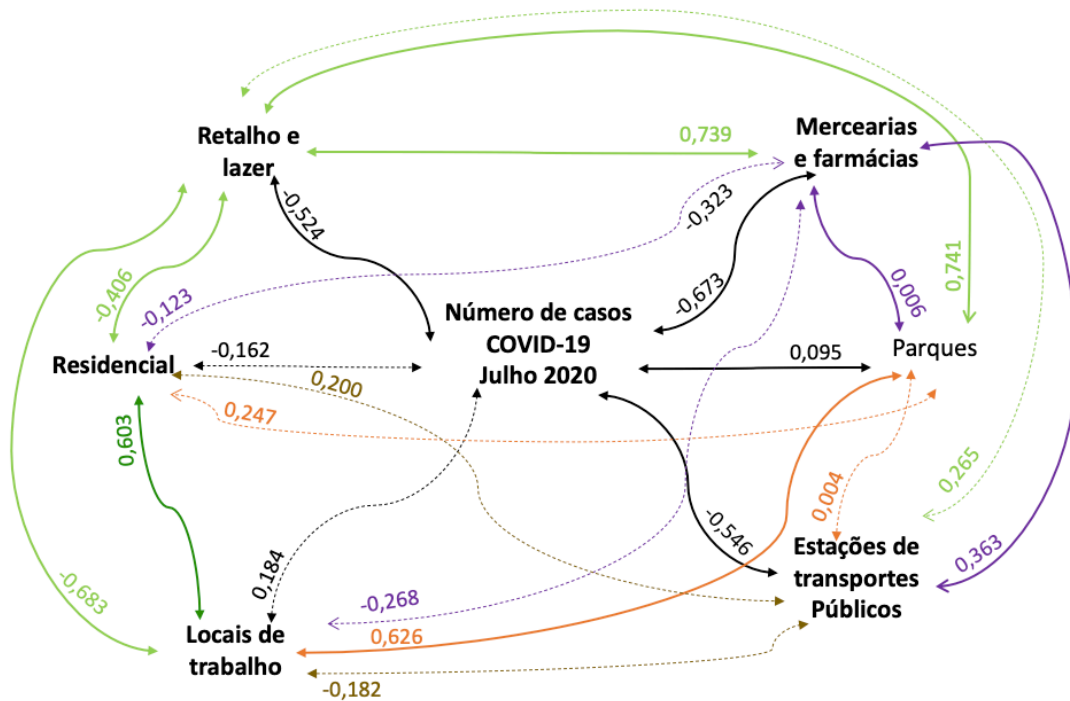 Retalho e
lazer
0,739
Mercearias
e farmácias
-0,323
-0,524
-0,673
0,741
0,006
-0,406
-0,123
Número de casos
COVID-19
Julho 2020
Residencial
-0,162
0,095
Parques
0,200
0,247
0,603
0,265
0,004
-0,546
0,184
Estações de
transportes
Públicos
0,363
-0,683
-0,268
Locais de
trabalho
0,626
-0,182